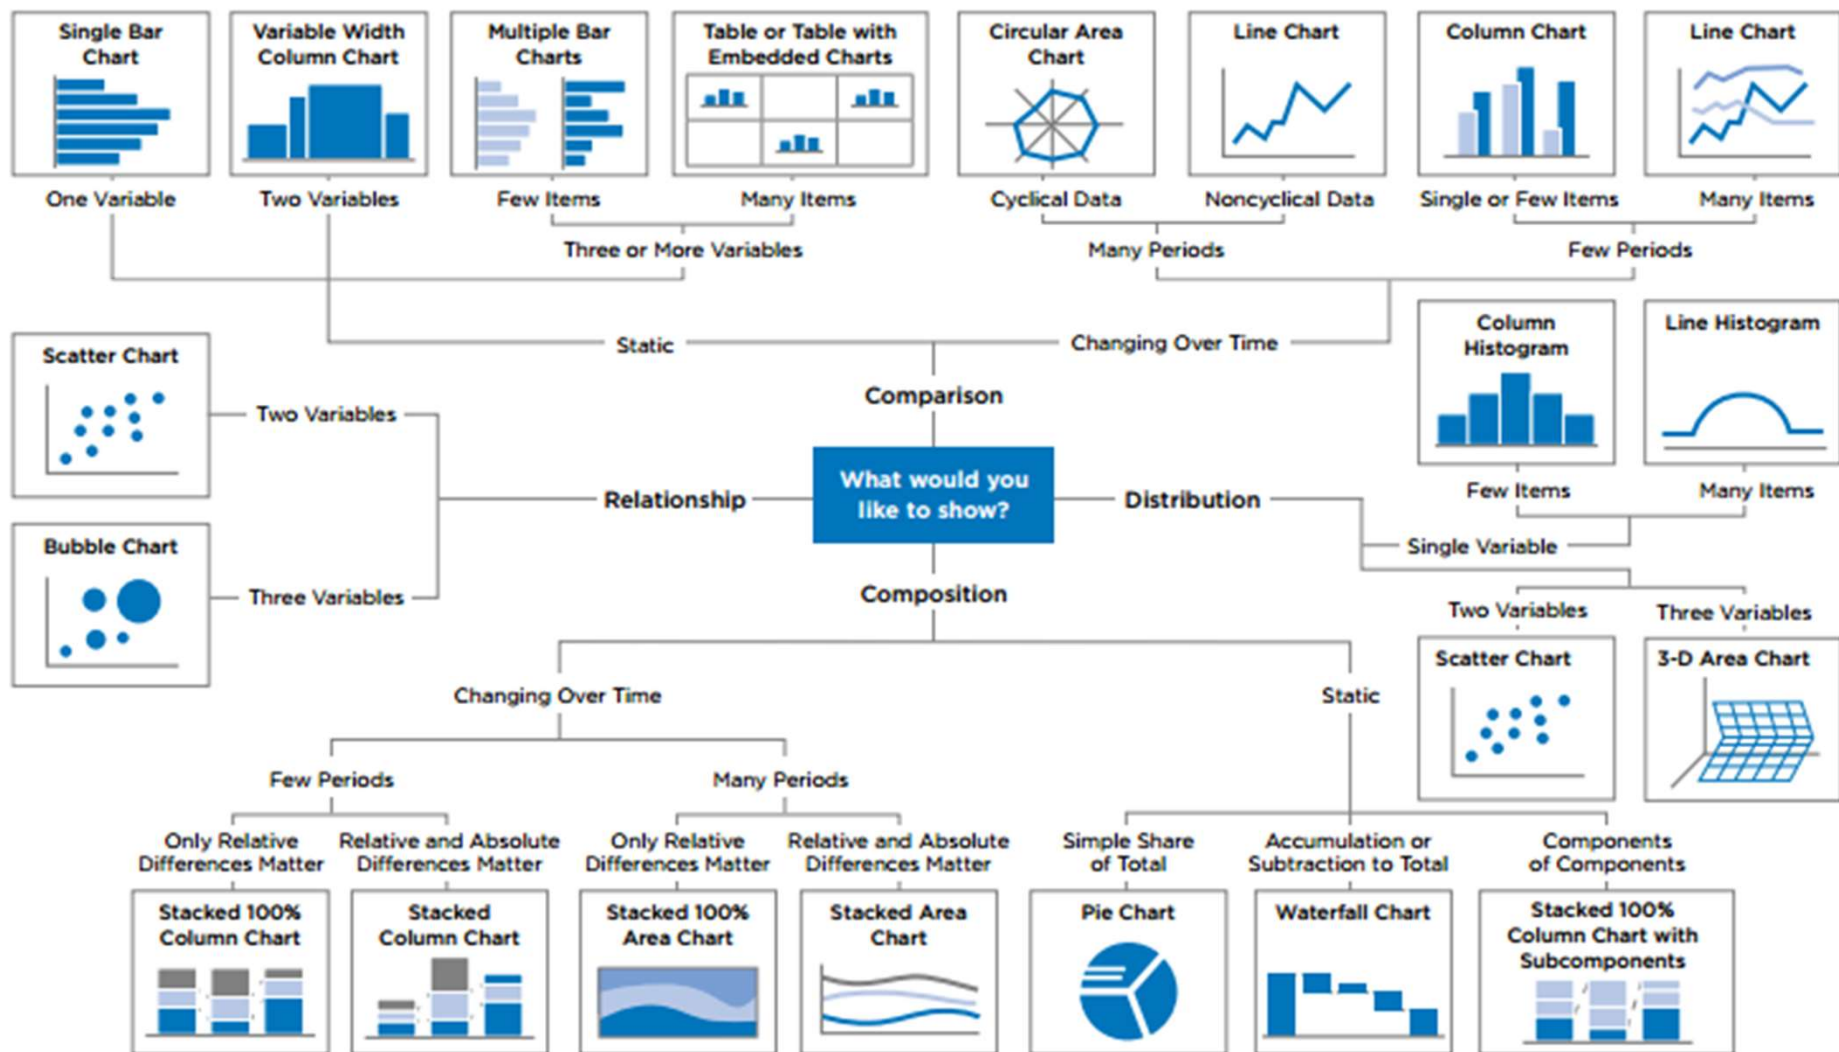 Single Bar
Chart
Variable Width
Column Chart
Multiple Bar
Charts
Table or Table with
Embedded Charts
Circular Area
Chart
Line Chart
Column Chart
Line Chart
One Variable
Two Variables
Few Items
Many Items
Cyclical Data
Noncyclical Data
Single or Few Items
Many Items
Three or More Variables
Many Periods
Few Periods
Static
Changing Over Time
Comparison
Column
Histogram
Line Histogram
Few Items
Many Items
Scatter Chart
Two Variables
Relationship
What would you
like to show?
Distribution
Single Variable
Bubble Chart
Three Variables
Composition
Two Variables
Three Variables
Scatter Chart
3-D Area Chart
Changing Over Time
Static
Few Periods
Many Periods
Only Relative
Differences Matter
Relative and Absolute
Differences Matter
Only Relative
Differences Matter
Relative and Absolute
Differences Matter
Simple Share
of Total
Accumulation or
Subtraction to Total
Components
of Components
Stacked 100%
Column Chart
Stacked
Column Chart
Stacked 100%
Area Chart
Stacked Area
Chart
Pie Chart
Waterfall Chart
Stacked 100%
Column Chart with
Subcomponents